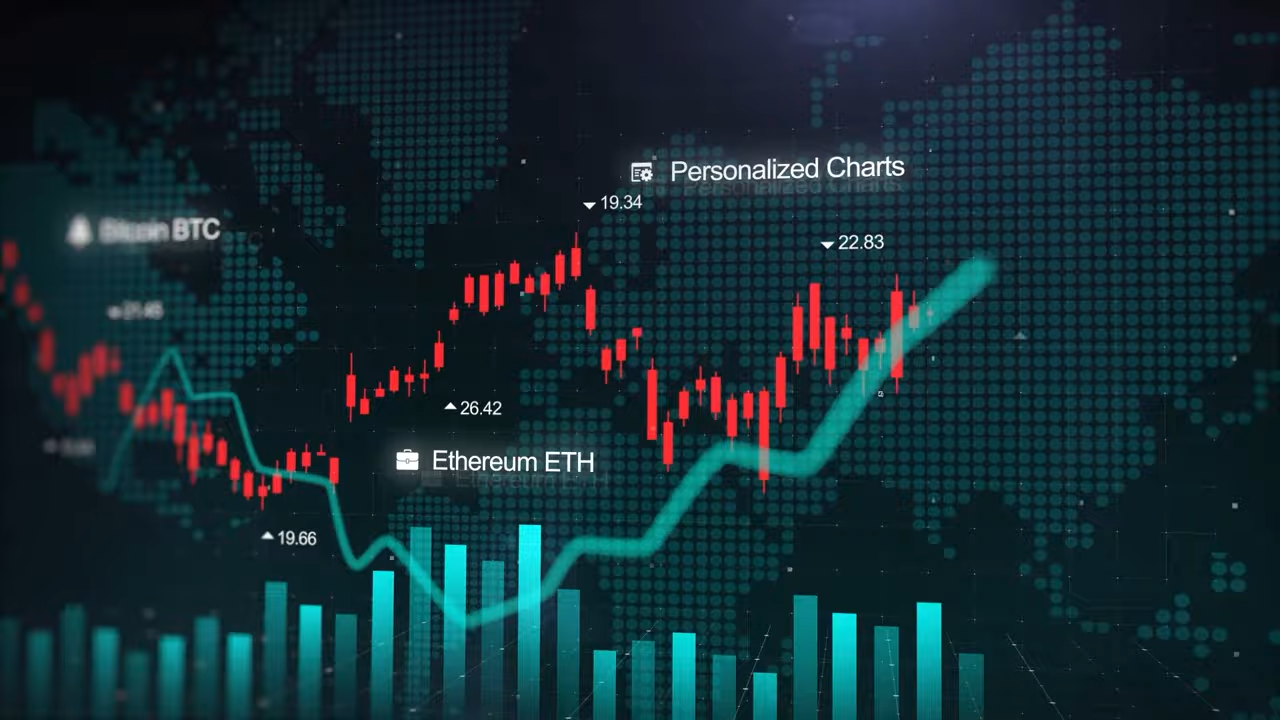 Personalized Charts
19.34
Bitcoin BTC
22.83
26.42
Ethereum ETH
19.66